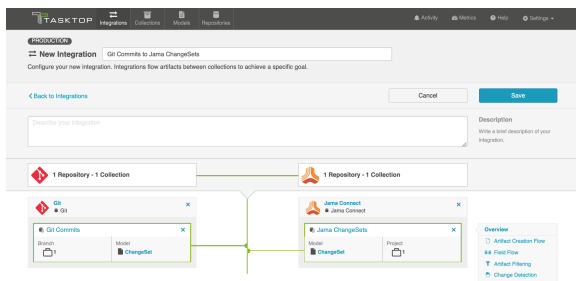 TASKTOP
Integrations Collections Models Repositories
Activity Metrics Help Settings
PRODUCTION
New Integration Git Commits to Jama ChangeSets
Configure your new integration. Integrations flow artifacts between collections to achieve a specific goal.
Back to Integrations Cancel Save
Describe your integration
Description
Write a brief description of your
integration.
1 Repository - 1 Collection
1 Repository - 1 Collection
Git
Git
Git Commits
Branch Model
1 ChangeSet
Jama Connect
Jama Connect
Jama ChangeSets
Model Project
ChangeSet 1
Overview
Artifact Creation Flow
Field Flow
Artifact Filtering
Change Detection